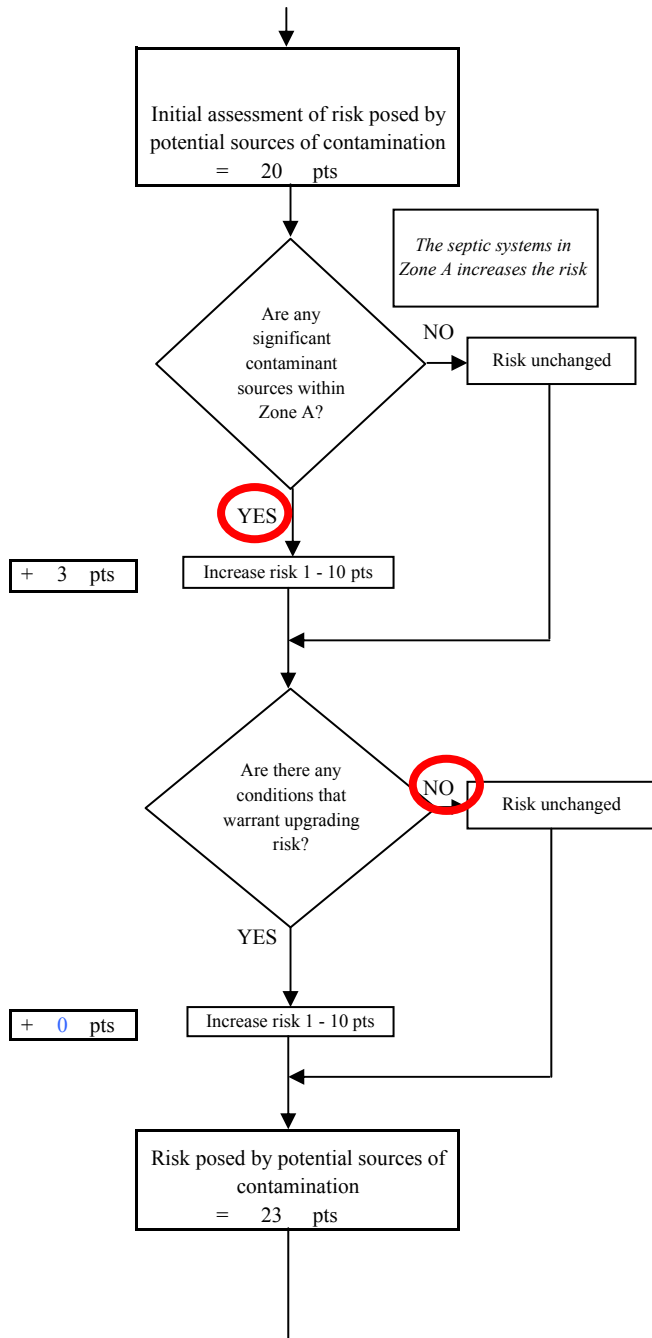 Initial assessment of risk posed by
potential sources of contamination
= 20 pts
The septic systems in
Zone A increases the risk
Are any
significant
contaminant
sources within
Zone A?
NO
Risk unchanged
YES
+ 3 pts
Increase risk 1 - 10 pts
Are there any
conditions that
warrant upgrading
risk?
NO
Risk unchanged
YES
+ 0 pts
Increase risk 1 - 10 pts
Risk posed by potential sources of
contamination
= 23 pts